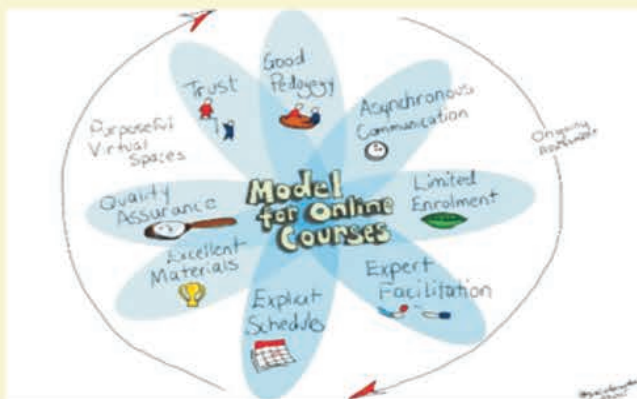 Good
Pedagogy
Trust
Asynchronous
Communication
Purposeful
Virtual
Spaces
Ongoing
Assessment
Quality
Assurance
Model
for Online
Courses
Limited
Enrolment
Excellent
Materials
Expert
Facilitation
Explicit
Schedules